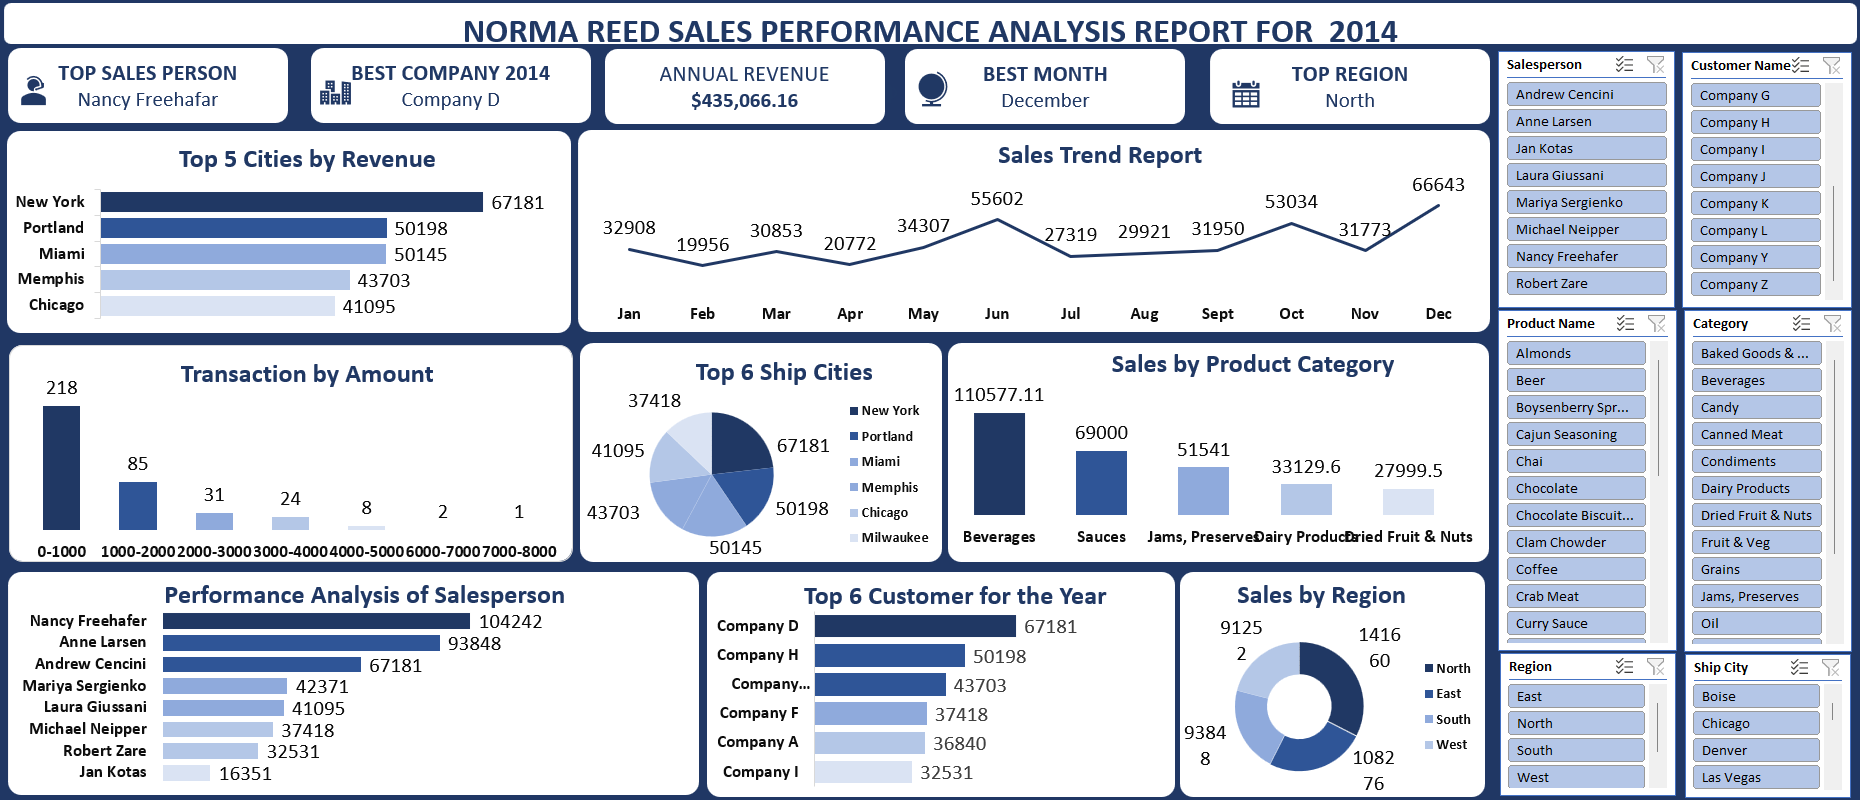 NORMA REED SALES PERFORMANCE ANALYSIS REPORT FOR  2014
TOP SALES PERSON
Nancy Freehafar
BEST COMPANY 2014
Company D
ANNUAL REVENUE
$435,066.16
BEST MONTH
December
TOP REGION
North
Top 5 Cities by Revenue
New York 67181
Portland 50198
Miami 50145
Memphis 43703
Chicago 41095
Sales Trend Report
32908 19956 30853 20772 34307 55602 27319 29921 31950 53034 31773 66643
Jan Feb Mar Apr May Jun Jul Aug Sept Oct Nov Dec
Transaction by Amount
218 85 31 24 8 2 1
0-1000 1000-2000 2000-3000 3000-4000 4000-5000 6000-7000 7000-8000
Top 6 Ship Cities
67181
50198
50145
43703
41095
37418
New York
Portland
Miami
Memphis
Chicago
Milwaukee
Sales by Product Category
110577.11 69000 51541 33129.6 27999.5
Beverages Sauces Jams, Preserves Dairy Products Dried Fruit & Nuts
Performance Analysis of Salesperson
Nancy Freehafer 104242
Anne Larsen 93848
Andrew Cencini 67181
Mariya Sergienko 42371
Laura Giussani 41095
Michael Neipper 37418
Robert Zare 32531
Jan Kotas 16351
Top 6 Customer for the Year
Company D 67181
Company H 50198
Company... 43703
Company F 37418
Company A 36840
Company I 32531
Sales by Region
1416
60
1082
76
9384
8
9125
2
North
East
South
West
Salesperson
Andrew Cencini
Anne Larsen
Jan Kotas
Laura Giussani
Mariya Sergienko
Michael Neipper
Nancy Freehafer
Robert Zare
Customer Name
Company G
Company H
Company I
Company J
Company K
Company L
Company Y
Company Z
Product Name
Almonds
Beer
Boysenberry Spr...
Cajun Seasoning
Chai
Chocolate
Chocolate Biscuit...
Clam Chowder
Coffee
Crab Meat
Curry Sauce
Category
Baked Goods & ...
Beverages
Candy
Canned Meat
Condiments
Dairy Products
Dried Fruit & Nuts
Fruit & Veg
Grains
Jams, Preserves
Oil
Region
East
North
South
West
Ship City
Boise
Chicago
Denver
Las Vegas